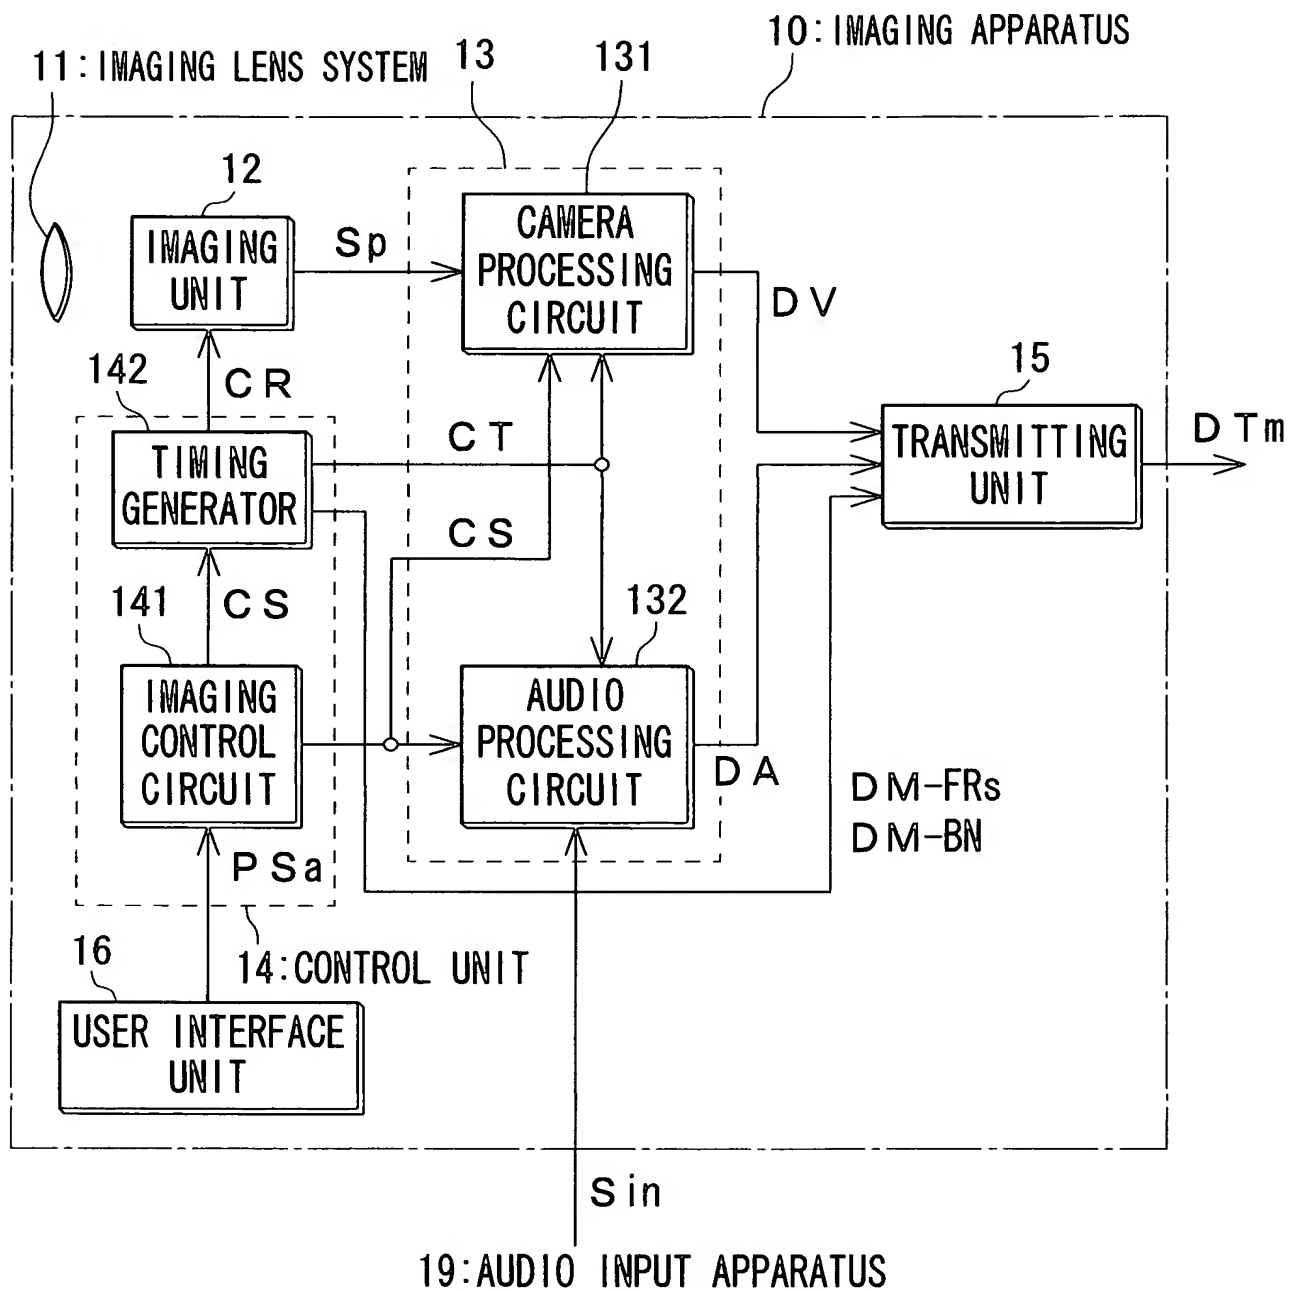 10:IMAGING APPARATUS
11:IMAGING LENS SYSTEM
13
131
12
IMAGING
UNIT
Sp
CAMERA
PROCESSING
CIRCUIT
DV
142
CR
15
TIMING
GENERATOR
CT
TRANSMITTING
UNIT
DTm
CS
141
CS
132
IMAGING
CONTROL
CIRCUIT
AUDIO
PROCESSING
CIRCUIT
DA
DM-FRs
DM-BN
PSa
16
14:CONTROL UNIT
USER INTERFACE
UNIT
Sin
19:AUDIO INPUT APPARATUS